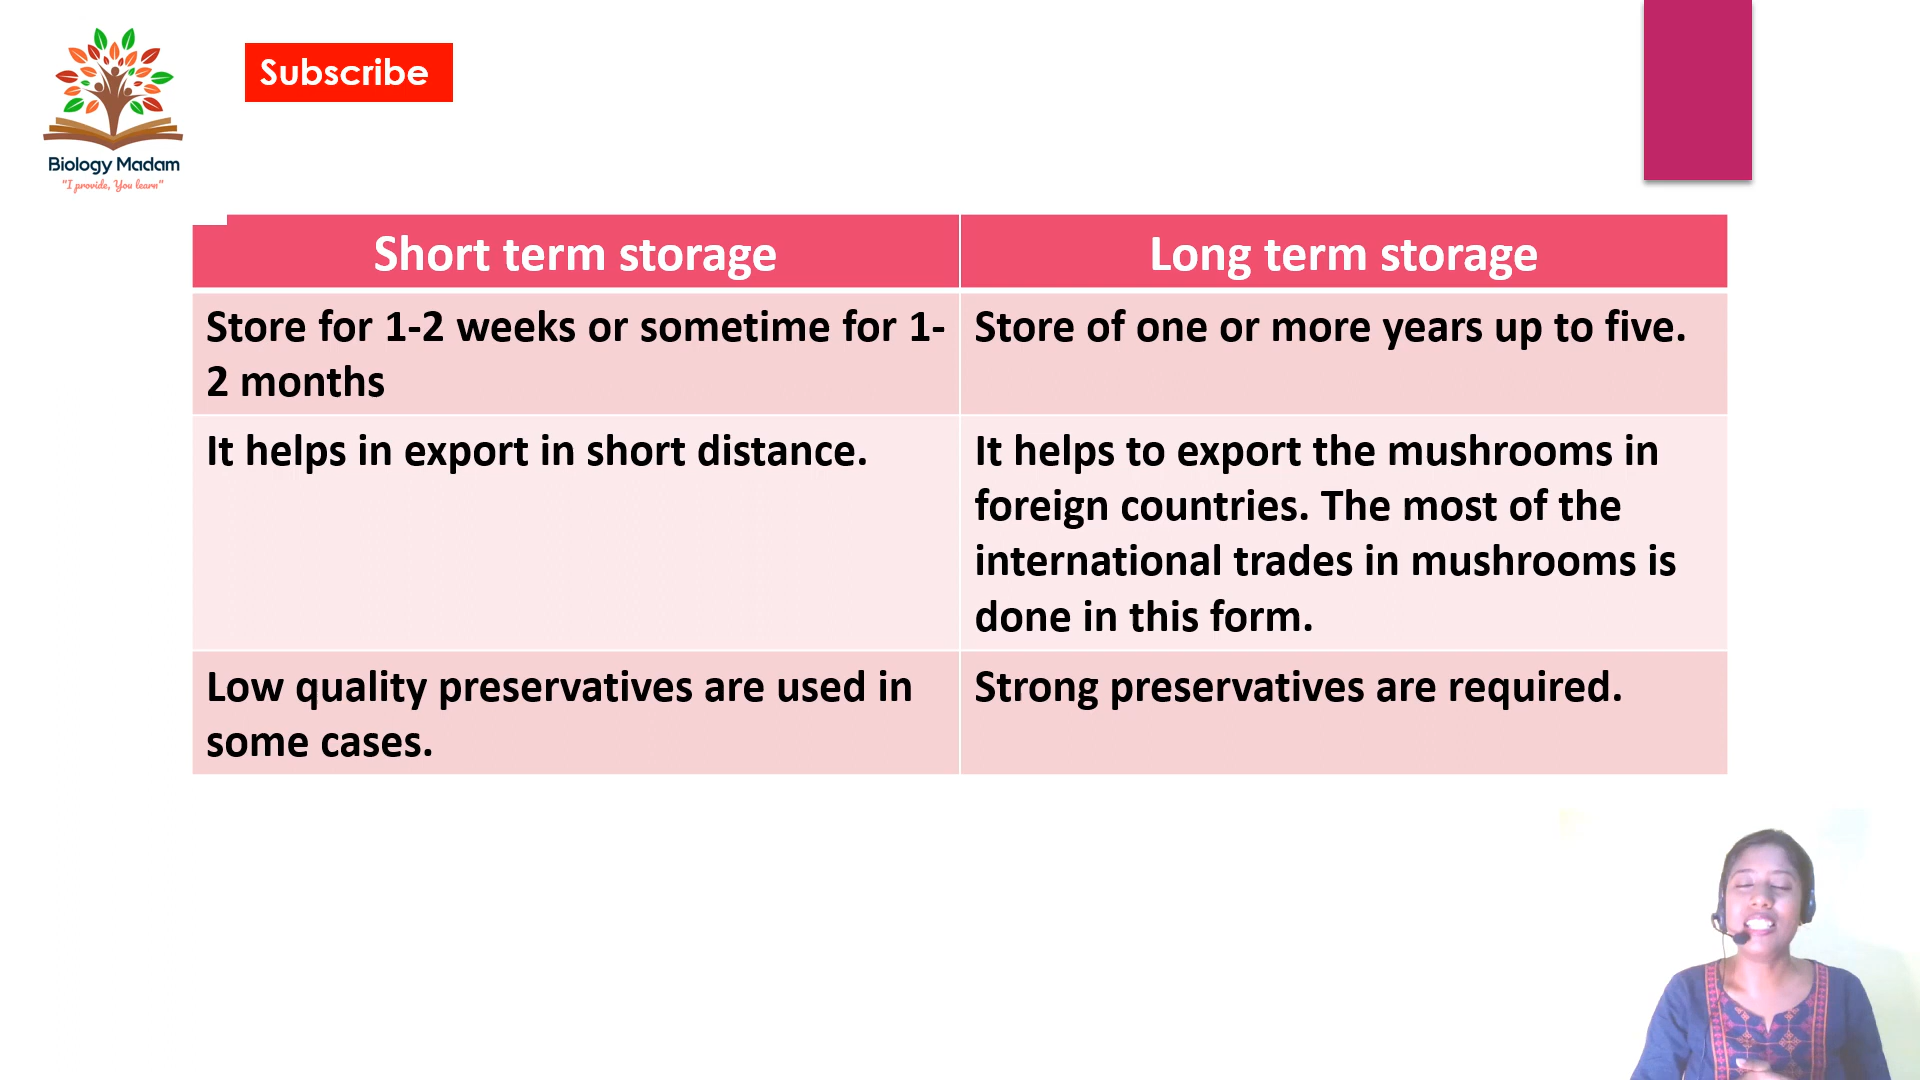 Subscribe
Biology Madam
"I provide, You learn"
Short term storage
Long term storage
Store for 1-2 weeks or sometime for 1-
2 months
Store of one or more years up to five.
It helps in export in short distance.
It helps to export the mushrooms in
foreign countries. The most of the
international trades in mushrooms is
done in this form.
Low quality preservatives are used in
some cases.
Strong preservatives are required.